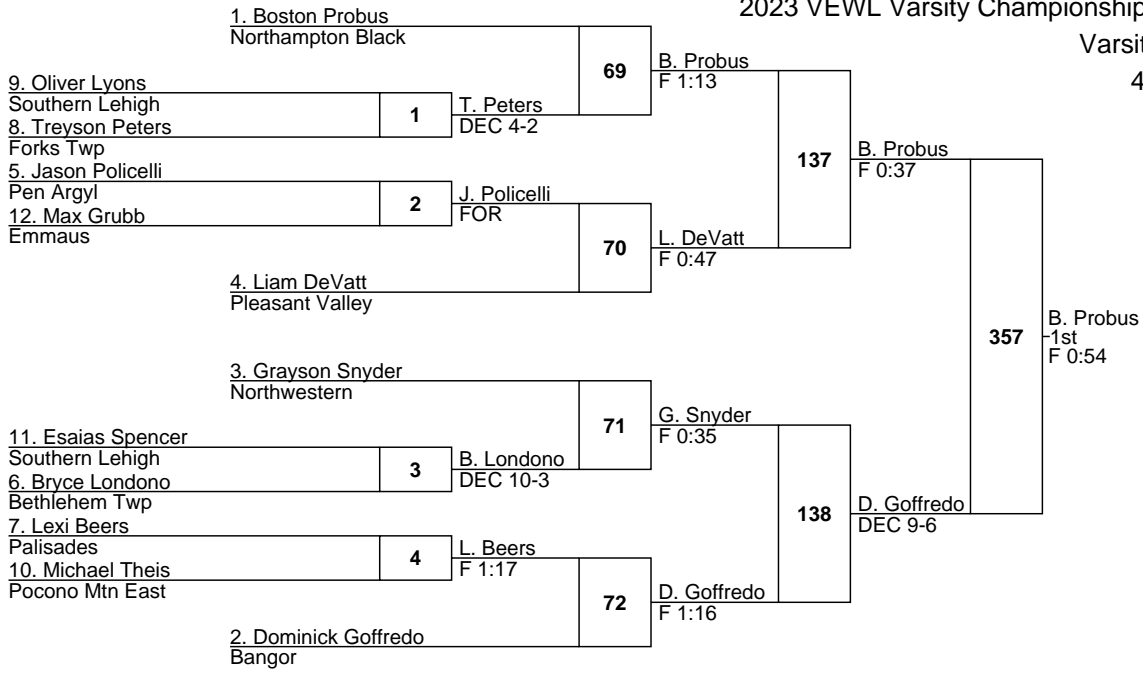 2023 VEWL Varsity Championship
Varsit
4
1. Boston Probus
Northampton Black
69
B. Probus
F 1:13
9. Oliver Lyons
Southern Lehigh
1
T. Peters
DEC 4-2
8. Treyson Peters
Forks Twp
137
B. Probus
F 0:37
5. Jason Policelli
Pen Argyl
2
J. Policelli
FOR
12. Max Grubb
Emmaus
70
L. DeVatt
F 0:47
4. Liam DeVatt
Pleasant Valley
357
B. Probus
1st
F 0:54
3. Grayson Snyder
Northwestern
71
G. Snyder
F 0:35
11. Esaias Spencer
Southern Lehigh
3
B. Londono
DEC 10-3
6. Bryce Londono
Bethlehem Twp
138
D. Goffredo
DEC 9-6
7. Lexi Beers
Palisades
4
L. Beers
F 1:17
10. Michael Theis
Pocono Mtn East
72
D. Goffredo
F 1:16
2. Dominick Goffredo
Bangor